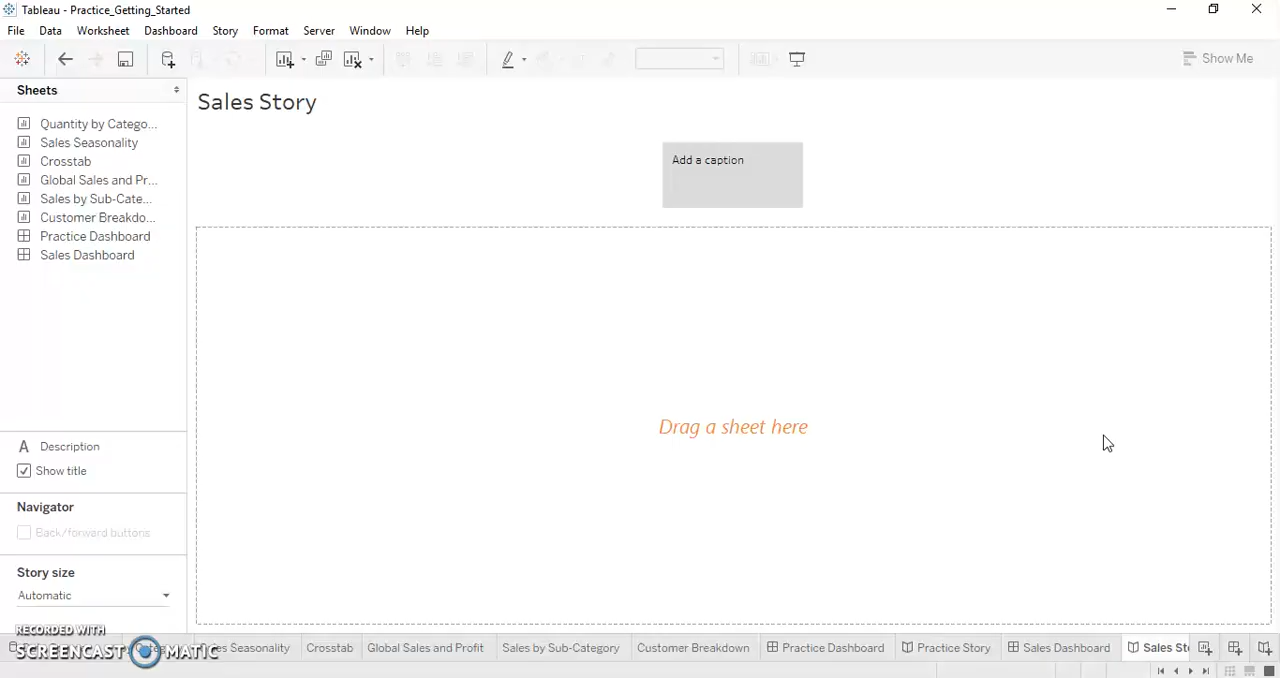 Tableau - Practice_Getting_Started
File Data Worksheet Dashboard Story Format Server Window Help
Show Me
Sheets
Quantity by Catego...
Sales Seasonality
Crosstab
Global Sales and Pr...
Sales by Sub-Cate...
Customer Breakdo...
Practice Dashboard
Sales Dashboard
Sales Story
Add a caption
Drag a sheet here
A Description
Show title
Navigator
Back/forward buttons
Story size
Automatic
RECORDED WITH
SCREENCAST MATIC
Seasonality Crosstab Global Sales and Profit Sales by Sub-Category Customer Breakdown Practice Dashboard Practice Story Sales Dashboard Sales Sto